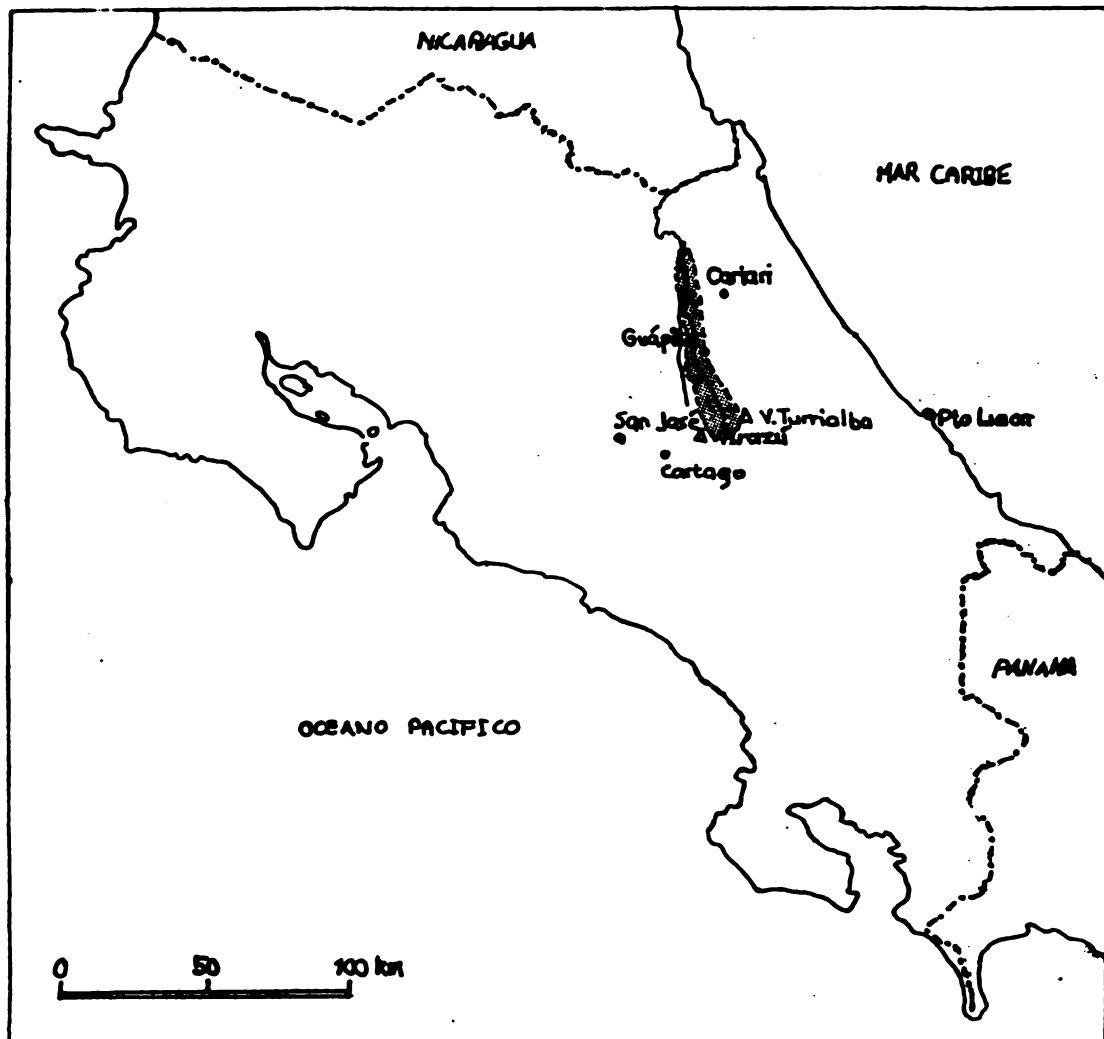 NICARAGUA
MAR CARIBE
Cariari
San José
V. Turrialba
Pto Limon
Cartago
PANAMA
OCEANO PACIFICO
0 50 100 km